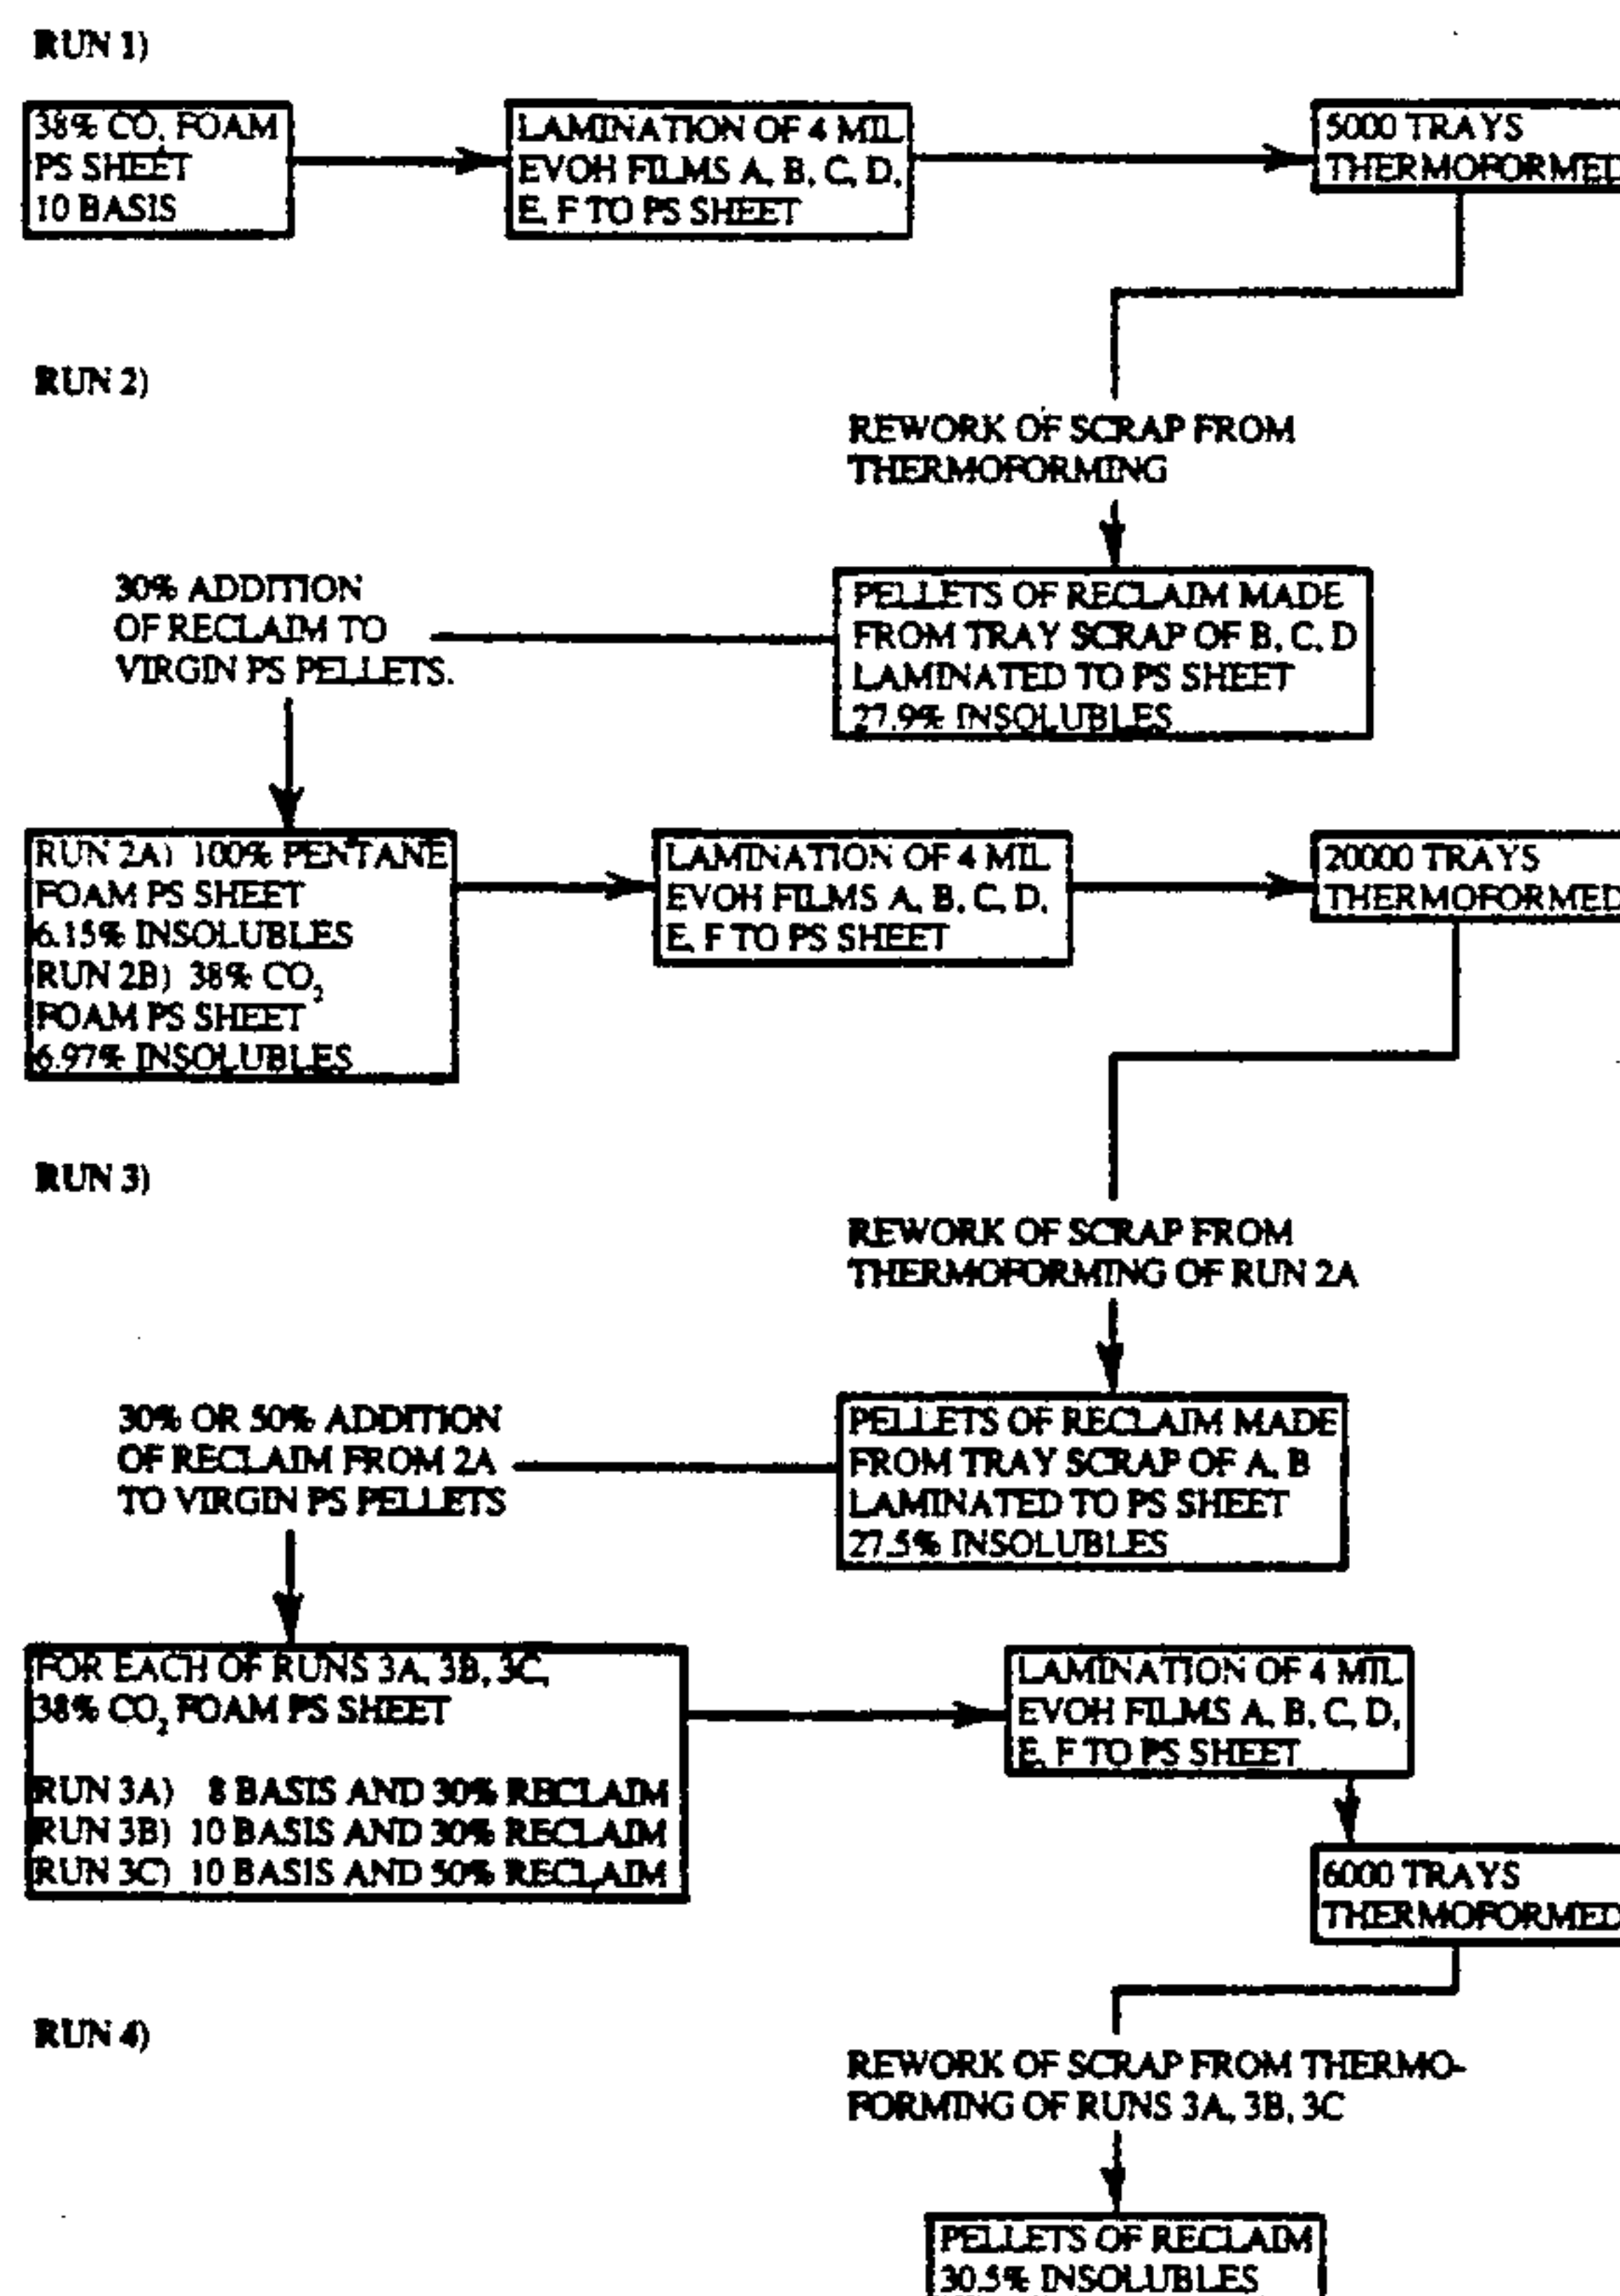 RUN 1)
38% CO2 FOAM
PS SHEET
10 BASIS
LAMINATION OF 4 MIL
EVOH FILMS A, B, C, D,
E, F TO PS SHEET
5000 TRAYS
THERMOFORMED
RUN 2)
REWORK OF SCRAP FROM
THERMOFORMING
PELLETS OF RECLAIM MADE
FROM TRAY SCRAP OF B, C, D
LAMINATED TO PS SHEET
27.9% INSOLUBLES
30% ADDITION
OF RECLAIM TO
VIRGIN PS PELLETS.
RUN 2A) 100% PENTANE
FOAM PS SHEET
6.15% INSOLUBLES
RUN 2B) 38% CO2
FOAM PS SHEET
6.97% INSOLUBLES
LAMINATION OF 4 MIL
EVOH FILMS A, B, C, D,
E, F TO PS SHEET
20000 TRAYS
THERMOFORMED
RUN 3)
REWORK OF SCRAP FROM
THERMOFORMING OF RUN 2A
PELLETS OF RECLAIM MADE
FROM TRAY SCRAP OF A, B
LAMINATED TO PS SHEET
27.5% INSOLUBLES
30% OR 50% ADDITION
OF RECLAIM FROM 2A
TO VIRGIN PS PELLETS
FOR EACH OF RUNS 3A, 3B, 3C,
38% CO2 FOAM PS SHEET
RUN 3A) 8 BASIS AND 30% RECLAIM
RUN 3B) 10 BASIS AND 30% RECLAIM
RUN 3C) 10 BASIS AND 50% RECLAIM
LAMINATION OF 4 MIL
EVOH FILMS A, B, C, D,
E, F TO PS SHEET
6000 TRAYS
THERMOFORMED
RUN 4)
REWORK OF SCRAP FROM THERMO-
FORMING OF RUNS 3A, 3B, 3C
PELLETS OF RECLAIM
30.5% INSOLUBLES